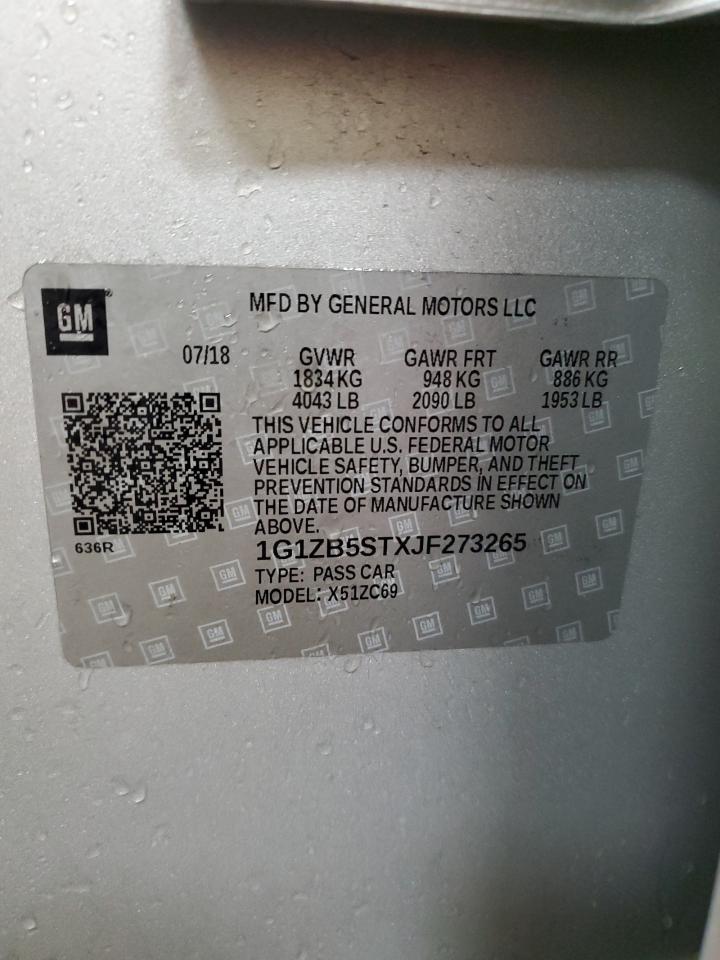 GM
MFD BY GENERAL MOTORS LLC
07/18 GVWR GAWR FRT GAWR RR
1834 KG 948 KG 886 KG
4043 LB 2090 LB 1953 LB
THIS VEHICLE CONFORMS TO ALL
APPLICABLE U.S. FEDERAL MOTOR
VEHICLE SAFETY, BUMPER, AND THEFT
PREVENTION STANDARDS IN EFFECT ON
THE DATE OF MANUFACTURE SHOWN
ABOVE.
636R
1G1ZB5STXJF273265
TYPE: PASS CAR
MODEL: X51ZC69